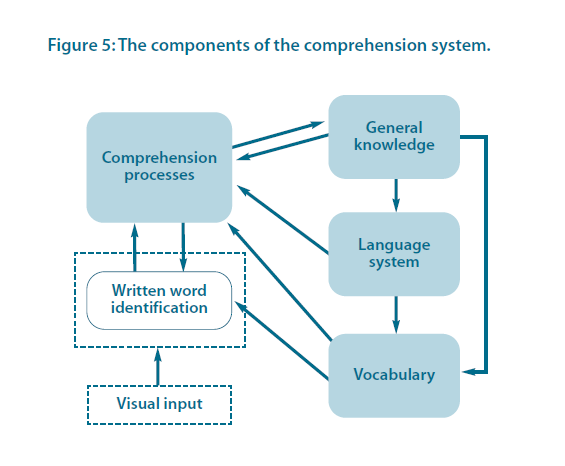 Figure 5: The components of the comprehension system.
General
knowledge
Comprehension
processes
Language
system
Written word
identification
Vocabulary
Visual input